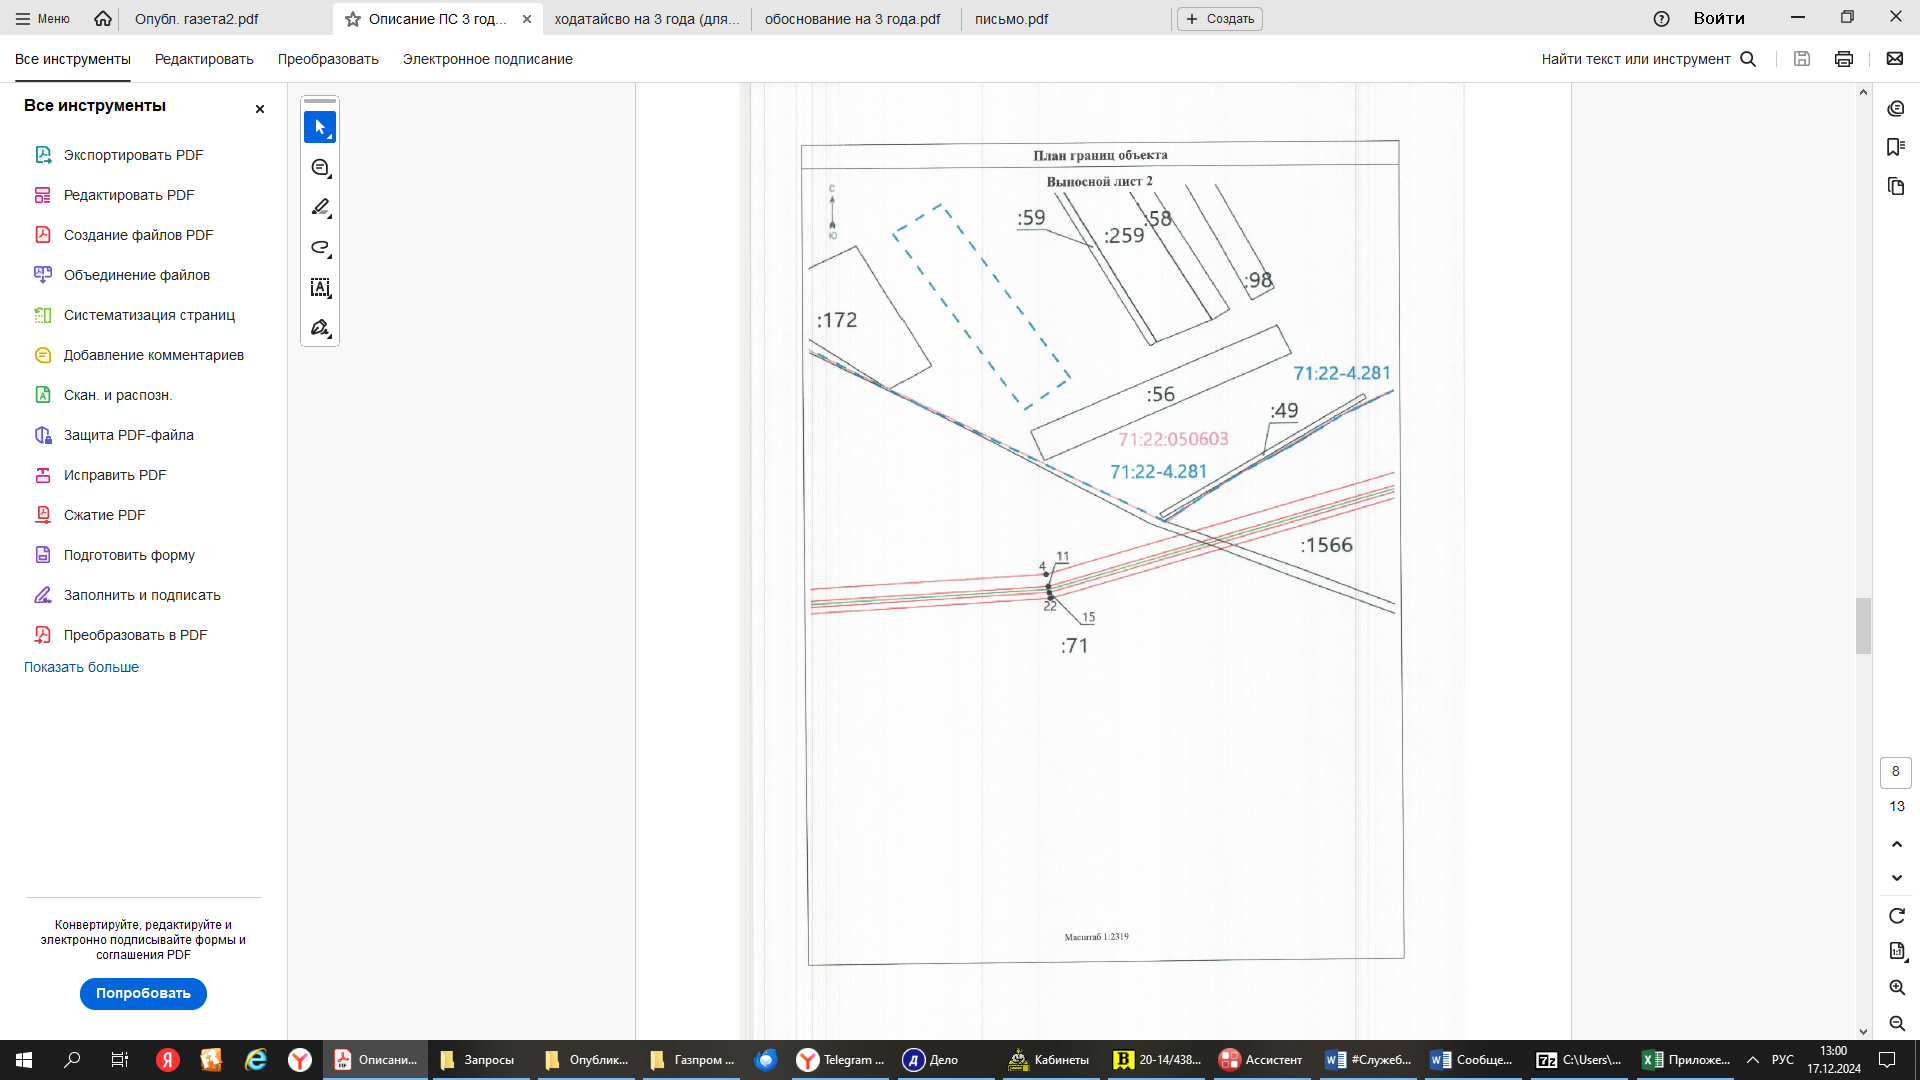 Меню
Опубл. газета2.pdf
Описание ПС 3 год...
ходатайсво на 3 года (для...
обоснование на 3 года.pdf
письмо.pdf
Создать
Войти
Все инструменты
Редактировать
Преобразовать
Электронное подписание
Найти текст или инструмент
Все инструменты
Экспортировать PDF
Редактировать PDF
Создание файлов PDF
Объединение файлов
Систематизация страниц
Добавление комментариев
Скан. и распозн.
Защита PDF-файла
Исправить PDF
Сжатие PDF
Подготовить форму
Заполнить и подписать
Преобразовать в PDF
Показать больше
Конвертируйте, редактируйте и
электронно подписывайте формы и
соглашения PDF
Попробовать
План границ объекта
Выносной лист 2
С
Ю
:59
:58
:259
:98
:172
71:22-4.281
:56
:49
71:22:050603
71:22-4.281
:1566
11
4
22
15
:71
Масштаб 1:2319
8
13
Описани...
Запросы
Опублик...
Газпром ...
Telegram ...
Дело
Кабинеты
20-14/438...
Ассистент
#Служеб...
Сообще...
C:\Users\...
Приложе...
РУС
13:00
17.12.2024